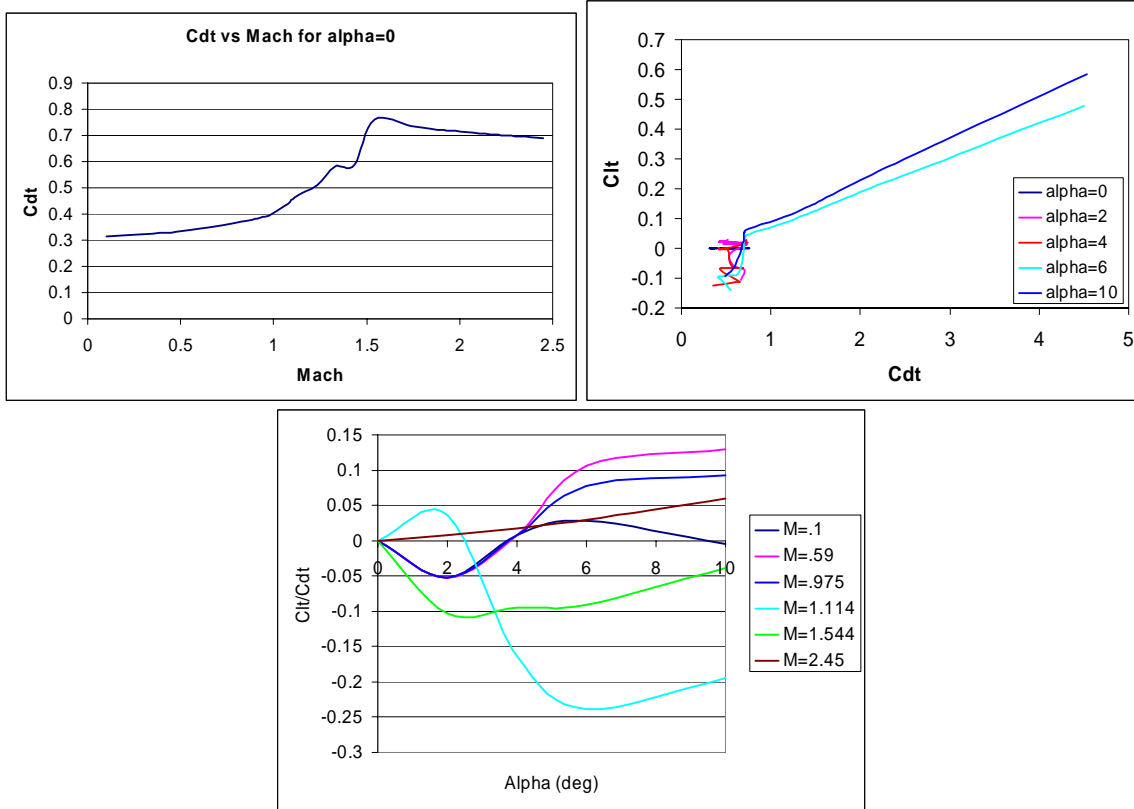 Cdt vs Mach for alpha=0
0.9
0.8
0.7
0.6
0.5
0.4
0.3
0.2
0.1
0
0 0.5 1 1.5 2 2.5
Cdt
Mach
0.7
0.6
0.5
0.4
0.3
0.2
0.1
0
-0.1
-0.2
0 1 2 3 4 5
Clt
Cdt
alpha=0
alpha=2
alpha=4
alpha=6
alpha=10
0.15
0.1
0.05
0
-0.05
-0.1
-0.15
-0.2
-0.25
-0.3
0 2 4 6 8 10
Clt/Cdt
Alpha (deg)
M=.1
M=.59
M=.975
M=1.114
M=1.544
M=2.45